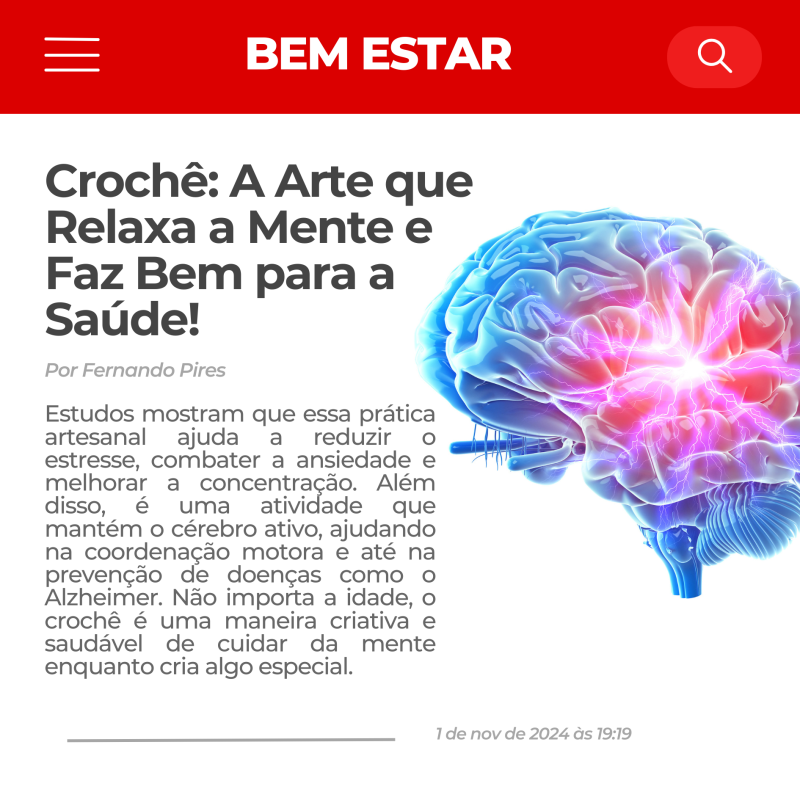 BEM ESTAR
Crochê: A Arte que
Relaxa a Mente e
Faz Bem para a
Saúde!
Por Fernando Pires
Estudos mostram que essa prática
artesanal ajuda a reduzir o
estresse, combater a ansiedade e
melhorar a concentração. Além
disso, é uma atividade que
mantém o cérebro ativo, ajudando
na coordenação motora e até na
prevenção de doenças como o
Alzheimer. Não importa a idade, o
crochê é uma maneira criativa e
saudável de cuidar da mente
enquanto cria algo especial.
1 de nov de 2024 às 19:19